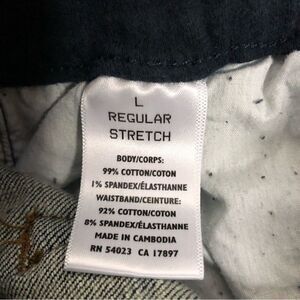 L
REGULAR
STRETCH
BODY/CORPS:
99% COTTON/COTON
1% SPANDEX/ÉLASTHANNE
WAISTBAND/CEINTURE:
92% COTTON/COTON
8% SPANDEX/ÉLASTHANNE
MADE IN CAMBODIA
RN 54023 CA 17897